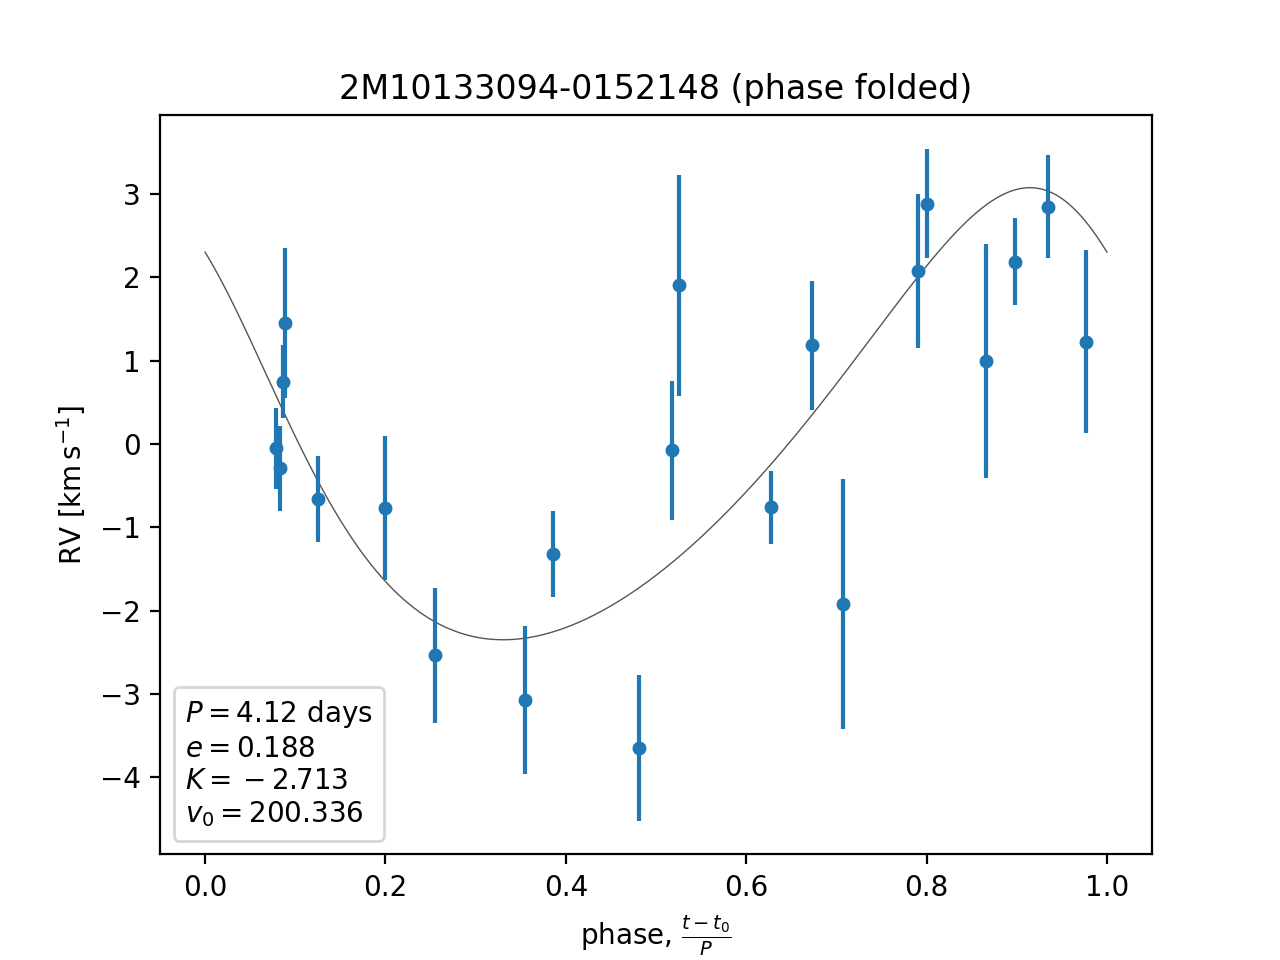 2M10133094-0152148 (phase folded)
RV [km s⁻¹]
3
2
1
0
−1
−2
−3
−4
P = 4.12 days
e = 0.188
K = −2.713
v₀ = 200.336
0.0 0.2 0.4 0.6 0.8 1.0
phase, (t − t₀)/P